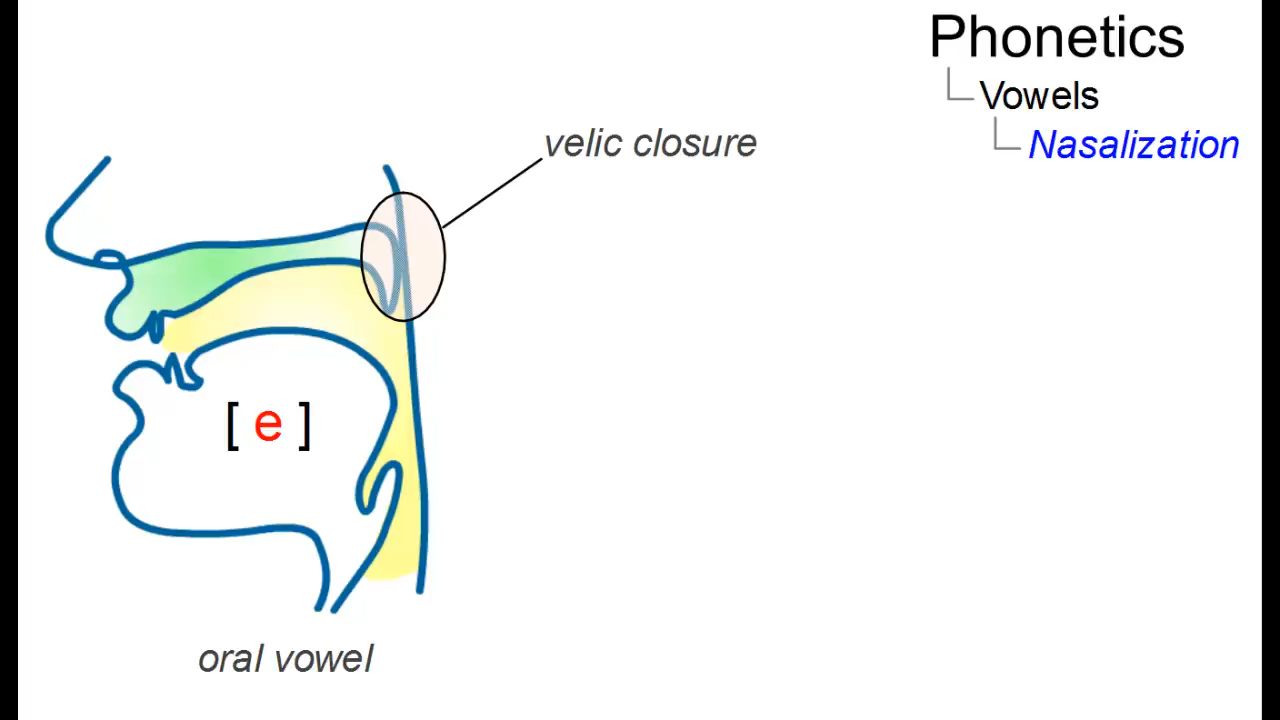 Phonetics
Vowels
Nasalization
velic closure
[ e ]
oral vowel